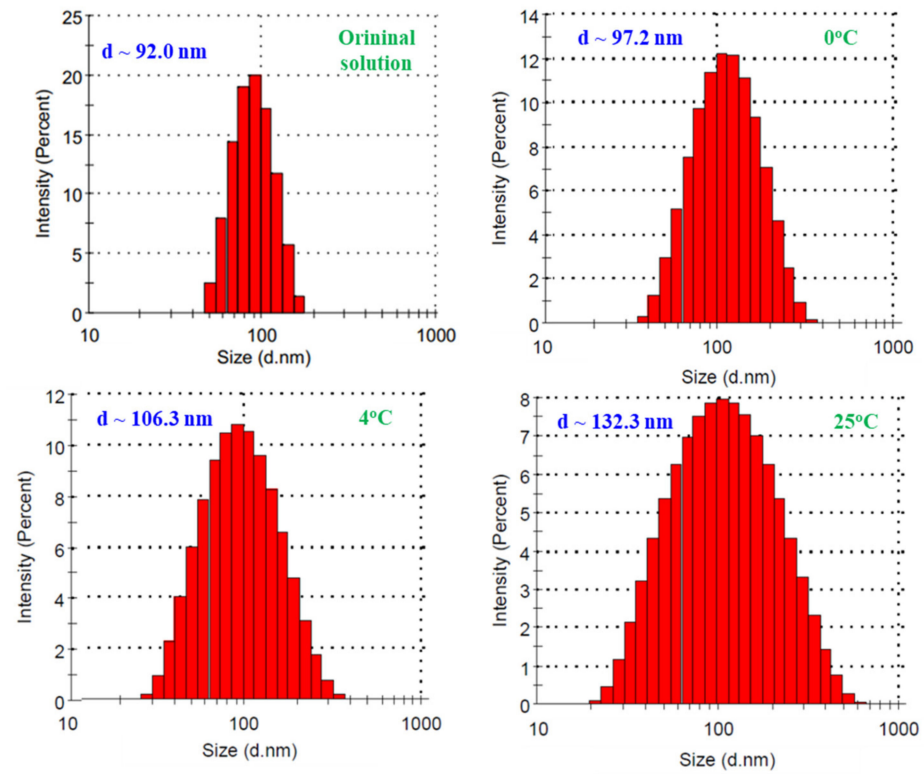 d ~ 92.0 nm
Orininal
solution
Intensity (Percent)
25
20
15
10
5
0
10
100
1000
Size (d.nm)
d ~ 97.2 nm
0°C
Intensity (Percent)
14
12
10
8
6
4
2
0
10
100
1000
Size (d.nm)
d ~ 106.3 nm
4°C
Intensity (Percent)
12
10
8
6
4
2
0
10
100
1000
Size (d.nm)
d ~ 132.3 nm
25°C
Intensity (Percent)
8
7
6
5
4
3
2
1
0
10
100
1000
Size (d.nm)